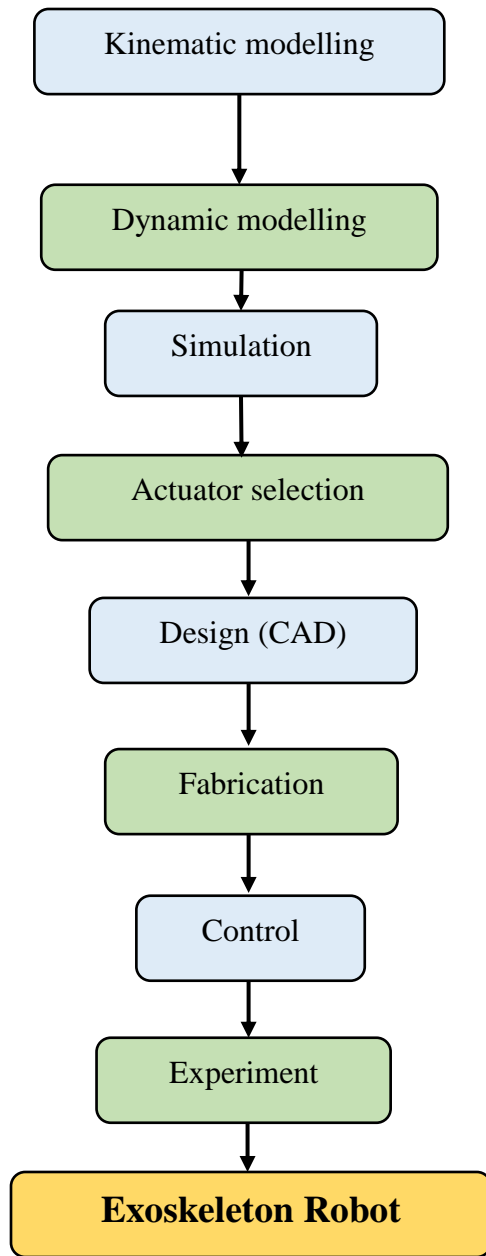 Kinematic modelling
Dynamic modelling
Simulation
Actuator selection
Design (CAD)
Fabrication
Control
Experiment
Exoskeleton Robot